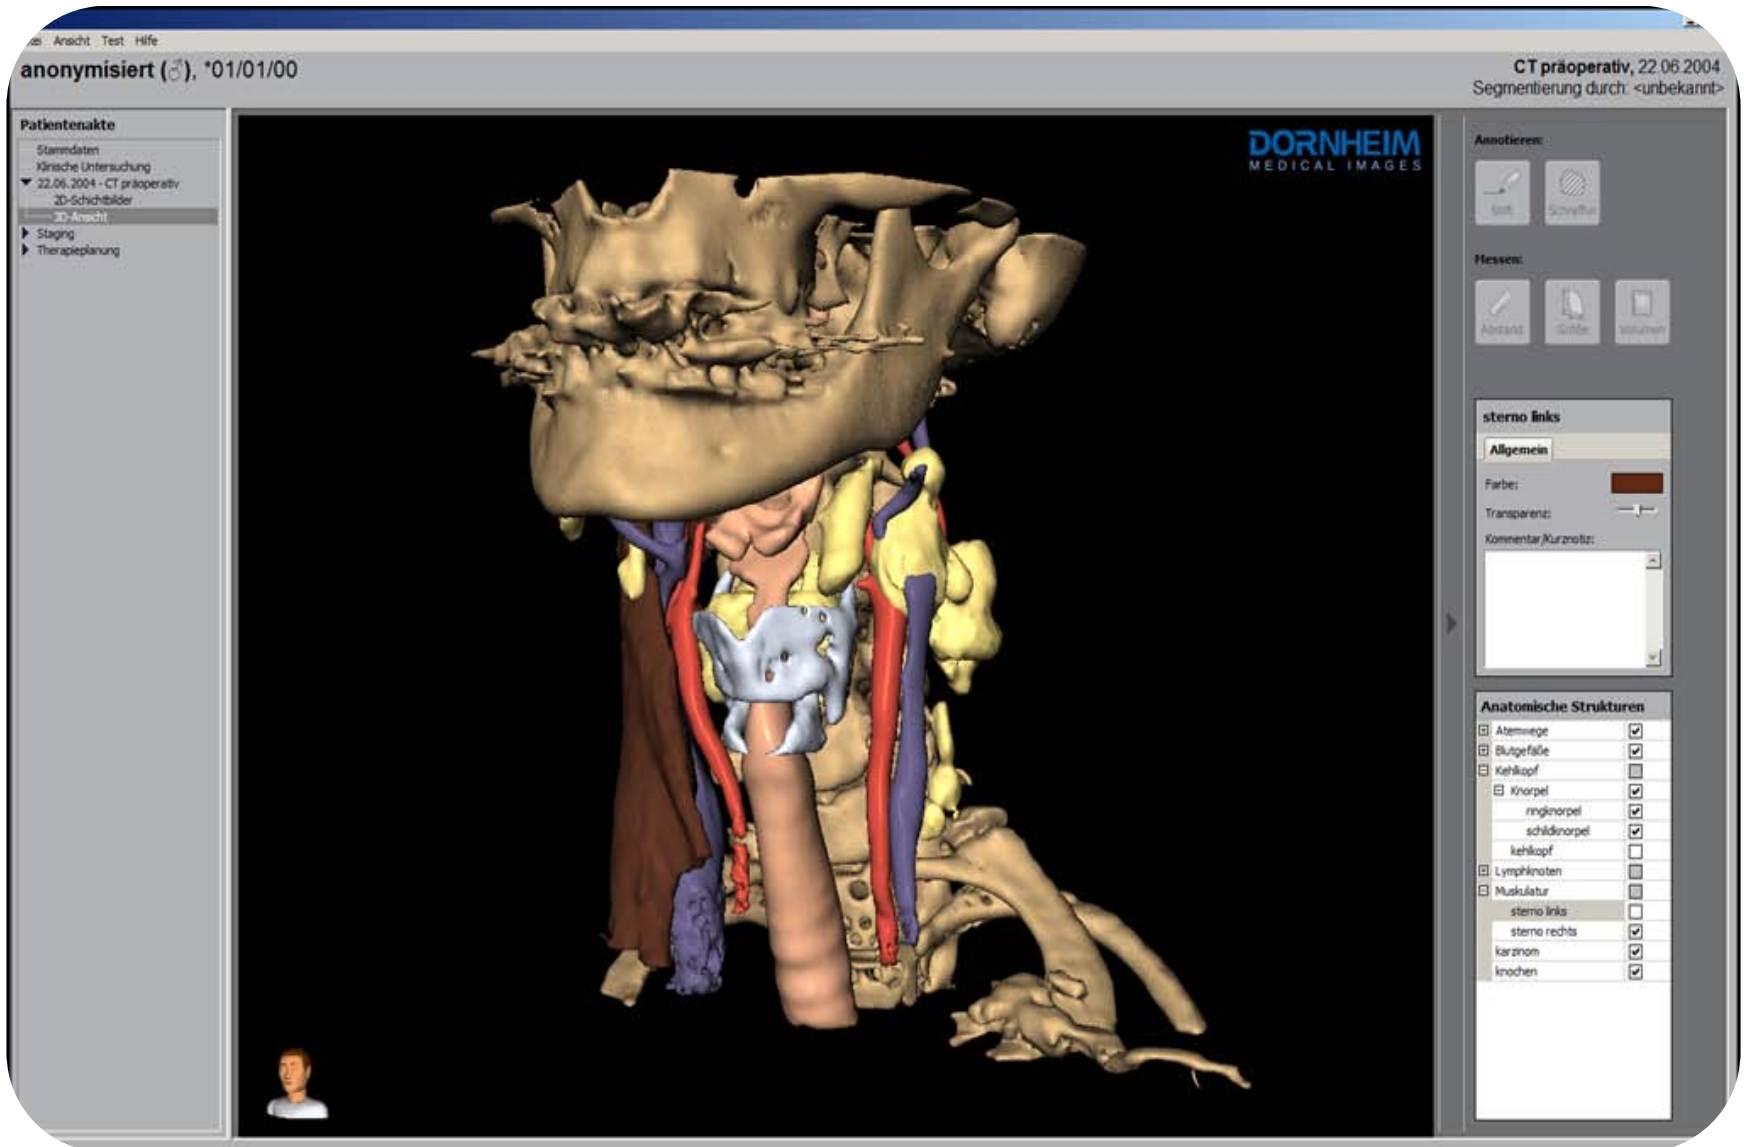 Ansicht Test Hilfe
anonymisiert (♂), *01/01/00
CT präoperativ, 22.06.2004
Segmentierung durch: <unbekannt>
Patientenakte
Stammdaten
Klinische Untersuchung
22.06.2004 - CT präoperativ
2D-Schichtbilder
3D-Ansicht
Staging
Therapieplanung
DORNHEIM
MEDICAL IMAGES
Annotieren:
Stift
Schraffur
Messen:
Abstand
Größe
Volumen
sterno links
Allgemein
Farbe:
Transparenz:
Kommentar/Kurznotiz:
Anatomische Strukturen
Atemwege
Blutgefäße
Kehlkopf
Knorpel
ringknorpel
schildknorpel
kehlkopf
Lymphknoten
Muskulatur
sterno links
sterno rechts
karzinom
knochen